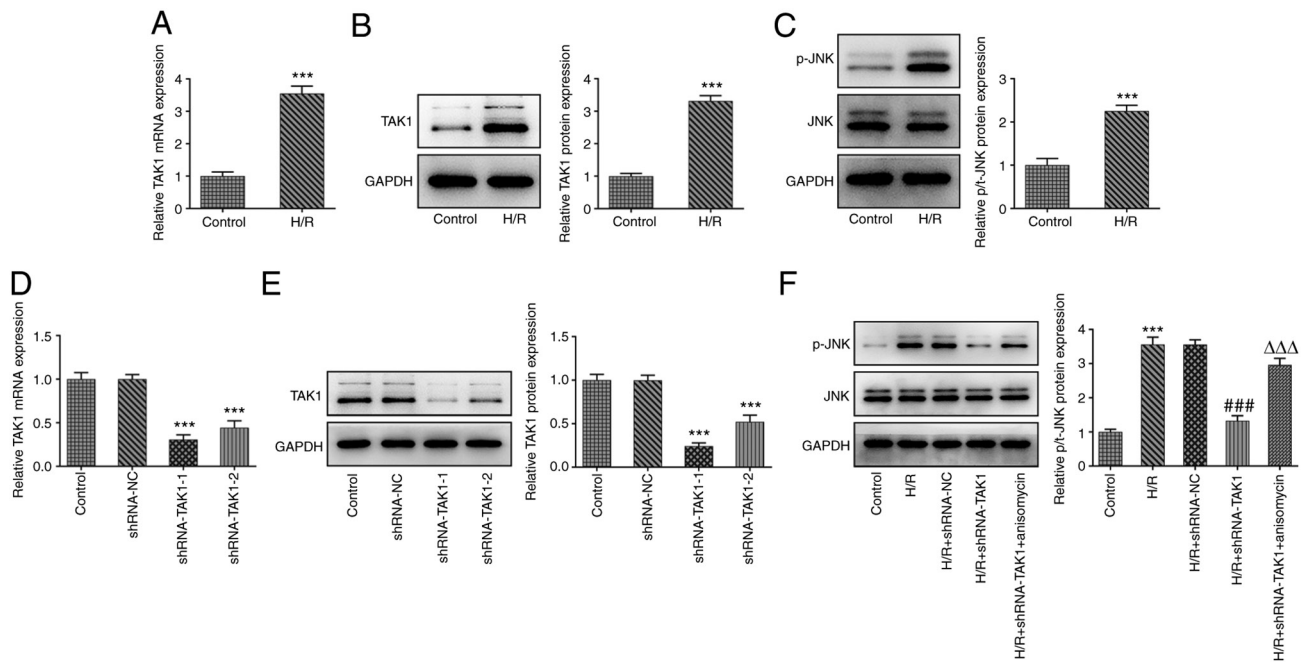 A
Relative TAK1 mRNA expression
4
3
2
1
0
***
Control
H/R
B
TAK1
GAPDH
Control
H/R
Relative TAK1 protein expression
4
3
2
1
0
***
Control
H/R
C
p-JNK
JNK
GAPDH
Control
H/R
Relative p/t-JNK protein expression
3
2
1
0
***
Control
H/R
D
Relative TAK1 mRNA expression
1.5
1.0
0.5
0.0
***
***
Control
shRNA-NC
shRNA-TAK1-1
shRNA-TAK1-2
E
TAK1
GAPDH
Control
shRNA-NC
shRNA-TAK1-1
shRNA-TAK1-2
Relative TAK1 protein expression
1.5
1.0
0.5
0.0
***
***
Control
shRNA-NC
shRNA-TAK1-1
shRNA-TAK1-2
F
p-JNK
JNK
GAPDH
Control
H/R
H/R+shRNA-NC
H/R+shRNA-TAK1
H/R+shRNA-TAK1+anisomycin
Relative p/t-JNK protein expression
4
3
2
1
0
***
###
ΔΔΔ
Control
H/R
H/R+shRNA-NC
H/R+shRNA-TAK1
H/R+shRNA-TAK1+anisomycin